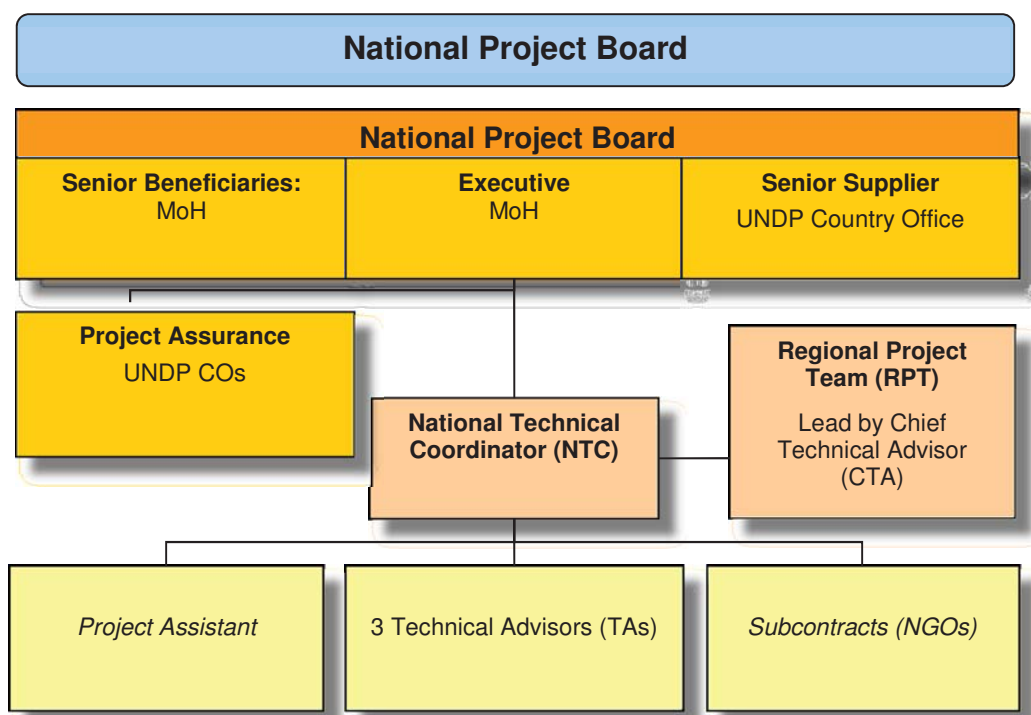 National Project Board
National Project Board
Senior Beneficiaries:
MoH
Executive
MoH
Senior Supplier
UNDP Country Office
Project Assurance
UNDP COs
Regional Project
Team (RPT)
Lead by Chief
Technical Advisor
(CTA)
National Technical
Coordinator (NTC)
Project Assistant
3 Technical Advisors (TAs)
Subcontracts (NGOs)